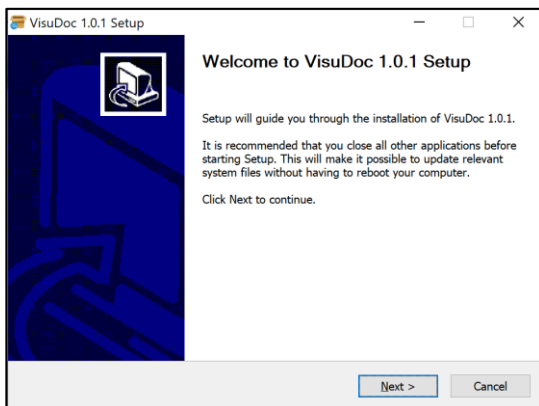 VisuDoc 1.0.1 Setup
Welcome to VisuDoc 1.0.1 Setup
Setup will guide you through the installation of VisuDoc 1.0.1.
It is recommended that you close all other applications before
starting Setup. This will make it possible to update relevant
system files without having to reboot your computer.
Click Next to continue.
Next >
Cancel